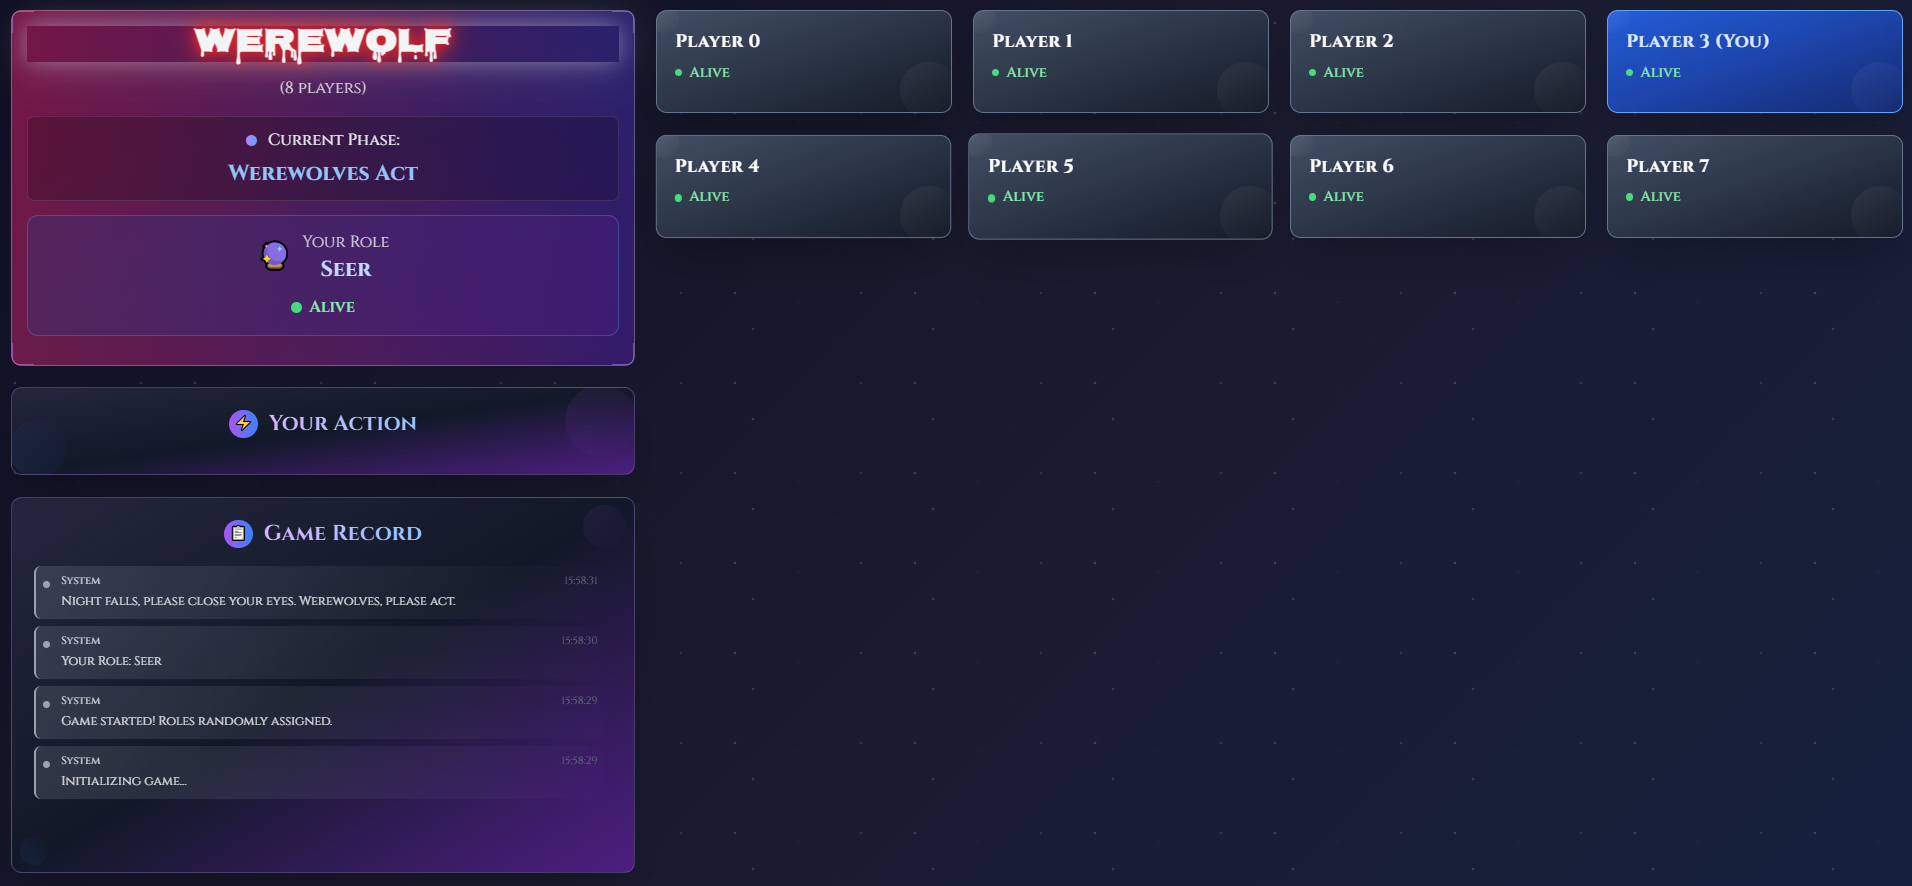 WEREWOLF
(8 players)
Current Phase:
Werewolves Act
Your Role
Seer
Alive
Your Action
Game Record
System 15:58:31
Night falls, please close your eyes. Werewolves, please act.
System 15:58:30
Your Role: Seer
System 15:58:29
Game started! Roles randomly assigned.
System 15:58:29
Initializing game...
Player 0
Alive
Player 1
Alive
Player 2
Alive
Player 3 (You)
Alive
Player 4
Alive
Player 5
Alive
Player 6
Alive
Player 7
Alive